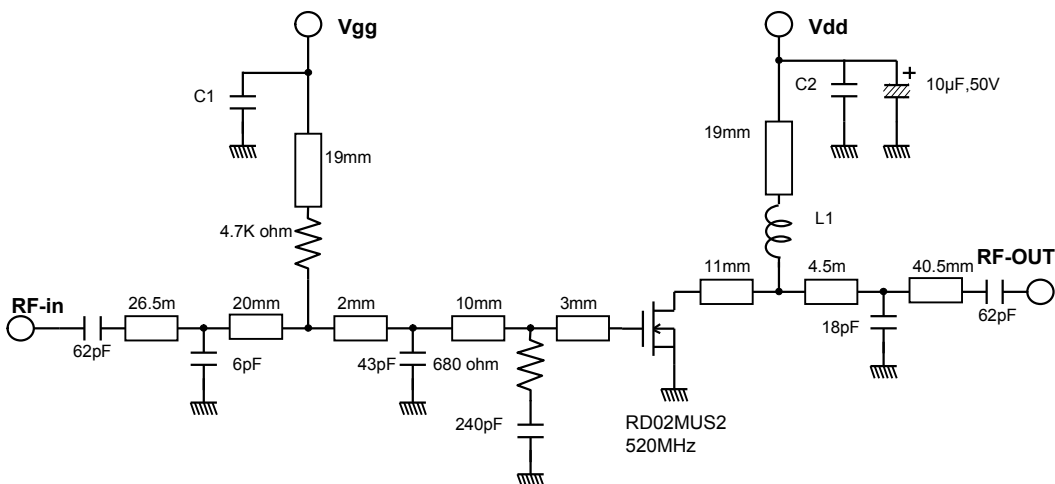 Vgg
Vdd
C1
C2
+
10µF,50V
19mm
19mm
4.7K ohm
L1
RF-OUT
11mm
4.5m
40.5mm
RF-in
26.5m
20mm
2mm
10mm
3mm
62pF
18pF
62pF
6pF
43pF
680 ohm
240pF
RD02MUS2
520MHz